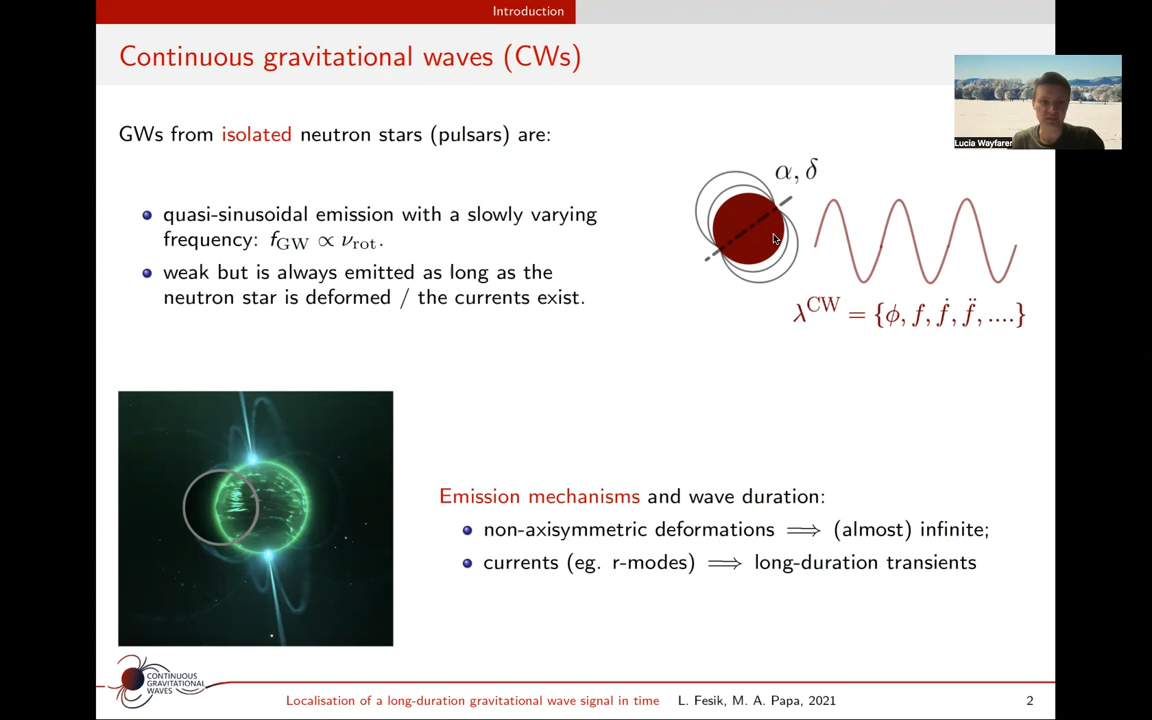 Introduction
Continuous gravitational waves (CWs)
Lucia Wayfarer
GWs from isolated neutron stars (pulsars) are:
α, δ
quasi-sinusoidal emission with a slowly varying
frequency: f_GW ∝ ν_rot.
weak but is always emitted as long as the
neutron star is deformed / the currents exist.
λ^CW = {ϕ, f, ḟ, f̈, ....}
Emission mechanisms and wave duration:
non-axisymmetric deformations ⟹ (almost) infinite;
currents (eg. r-modes) ⟹ long-duration transients
CONTINUOUS
GRAVITATIONAL
WAVES
Localisation of a long-duration gravitational wave signal in time L. Fesik, M. A. Papa, 2021 2